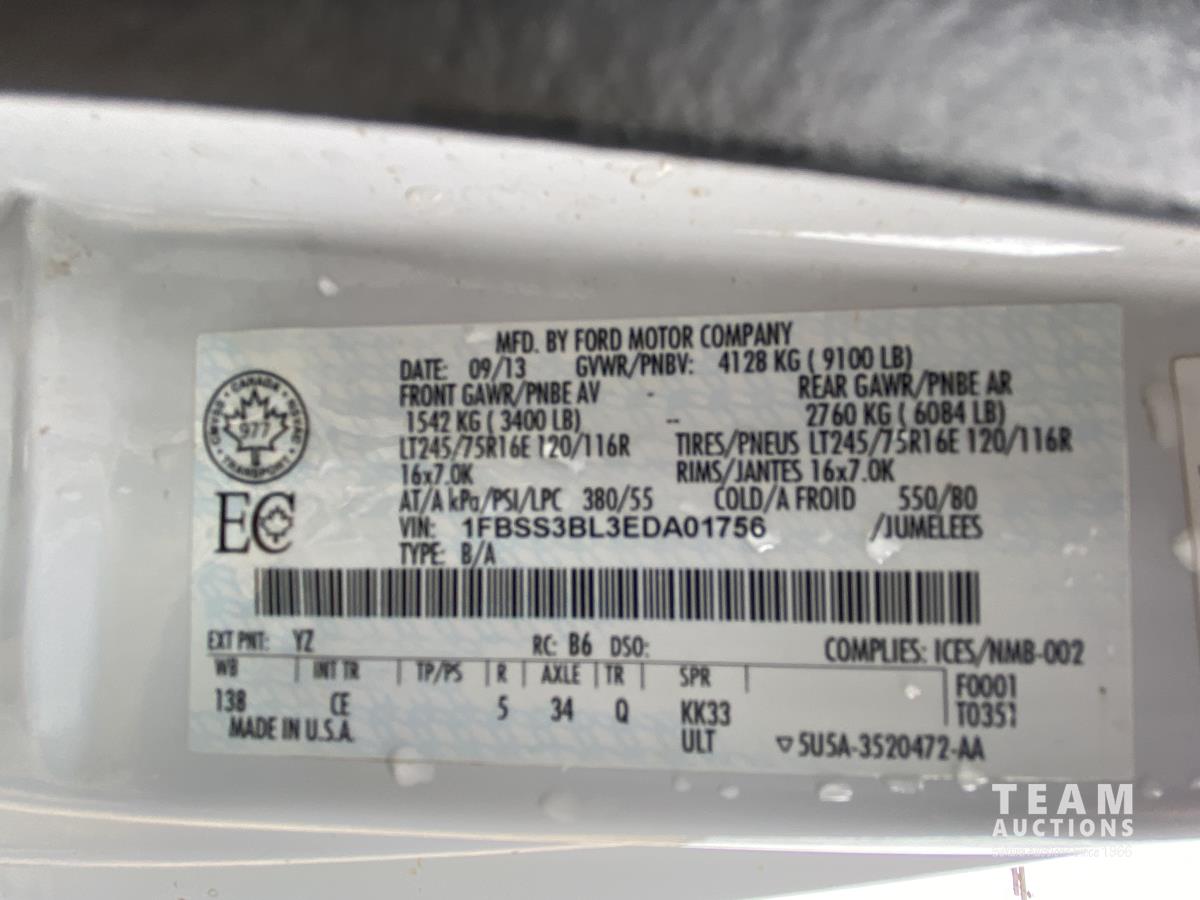 MFD. BY FORD MOTOR COMPANY
DATE: 09/13 GVWR/PNBV: 4128 KG ( 9100 LB)
FRONT GAWR/PNBE AV - REAR GAWR/PNBE AR
1542 KG ( 3400 LB) -- 2760 KG ( 6084 LB)
LT245/75R16E 120/116R TIRES/PNEUS LT245/75R16E 120/116R
16x7.0K RIMS/JANTES 16x7.0K
AT/A kPa/PSI/LPC 380/55 COLD/A FROID 550/80
VIN: 1FBSS3BL3EDA01756 /JUMELEES
TYPE: B/A
CANADA
977
TRANSPORT
EC
EXT PNT: YZ RC: B6 DSO: COMPLIES: ICES/NMB-002
WB | INT TR | TP/PS | R | AXLE | TR | SPR | F0001
138 CE 5 34 Q KK33 T0351
MADE IN U.S.A. ULT ▽5U5A-3520472-AA
TEAM
AUCTIONS